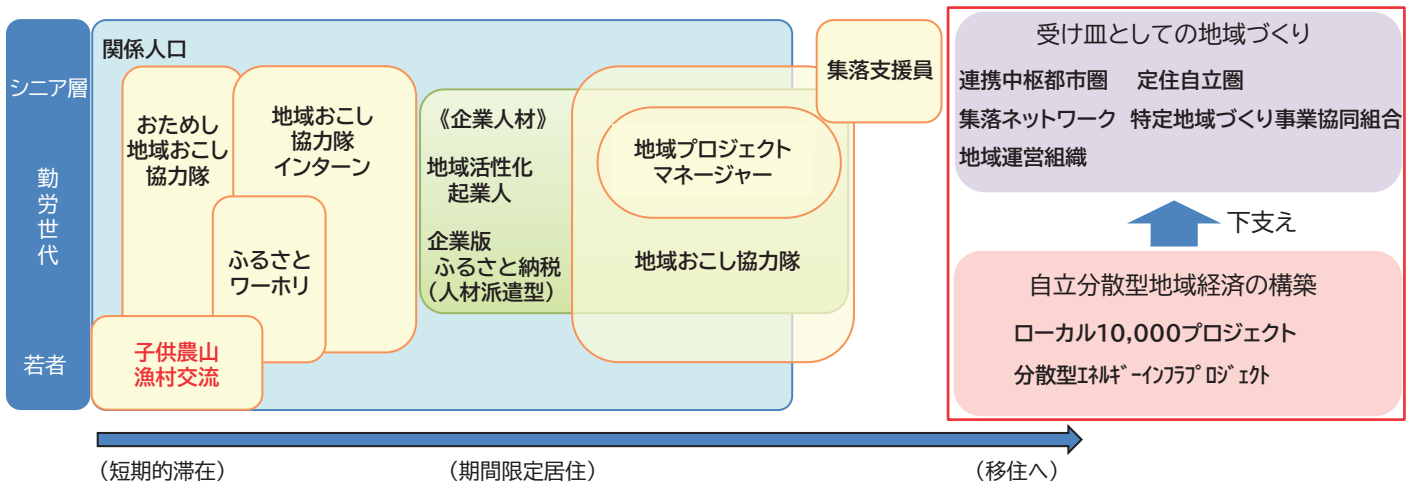 シニア層
勤労世代
若者
関係人口
おためし
地域おこし
協力隊
地域おこし
協力隊
インターン
ふるさと
ワーホリ
子供農山
漁村交流
《企業人材》
地域活性化
起業人
企業版
ふるさと納税
(人材派遣型)
地域プロジェクト
マネージャー
地域おこし協力隊
集落支援員
(短期的滞在)
(期間限定居住)
(移住へ)
受け皿としての地域づくり
連携中枢都市圏 定住自立圏
集落ネットワーク 特定地域づくり事業協同組合
地域運営組織
下支え
自立分散型地域経済の構築
ローカル10,000プロジェクト
分散型ｴﾈﾙｷﾞｰｲﾝﾌﾗﾌﾟﾛｼﾞｪｸﾄ